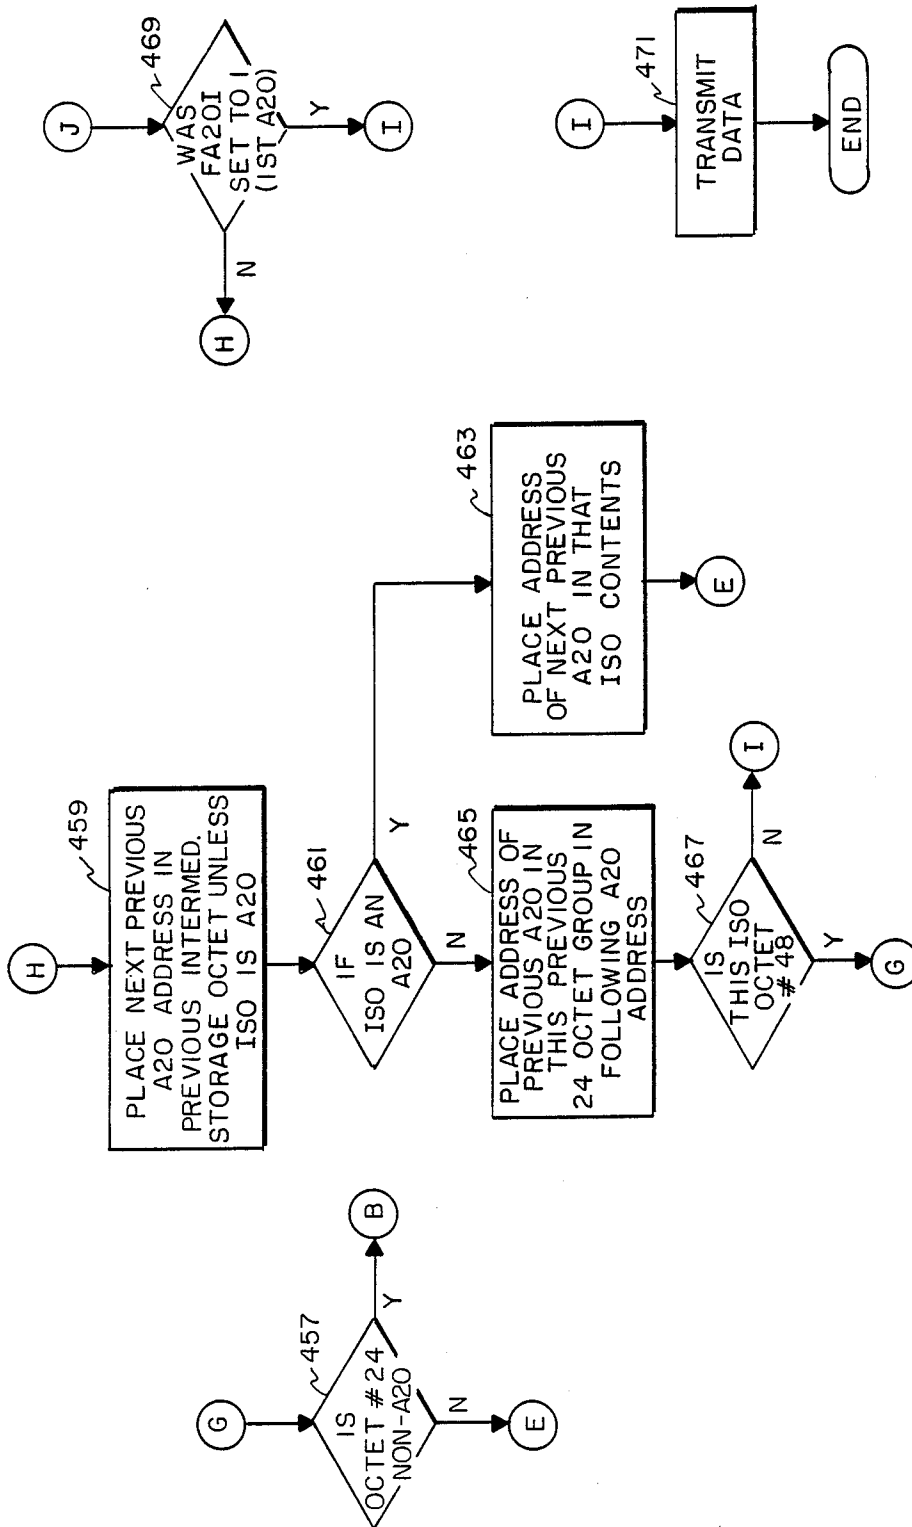 G
457
IS
OCTET #24
NON-A20
Y
B
N
E
H
459
PLACE NEXT PREVIOUS
A20 ADDRESS IN
PREVIOUS INTERMED.
STORAGE OCTET UNLESS
ISO IS A20
461
IF
ISO IS AN
A20
Y
N
463
PLACE ADDRESS
OF NEXT PREVIOUS
A20 IN THAT
ISO CONTENTS
E
465
PLACE ADDRESS OF
PREVIOUS A20 IN
THIS PREVIOUS
24 OCTET GROUP IN
FOLLOWING A20
ADDRESS
467
IS
THIS ISO
OCTET
# 48
N
I
Y
G
J
469
WAS
FA20I
SET TO 1
(1ST A20)
N
H
Y
I
I
471
TRANSMIT
DATA
END